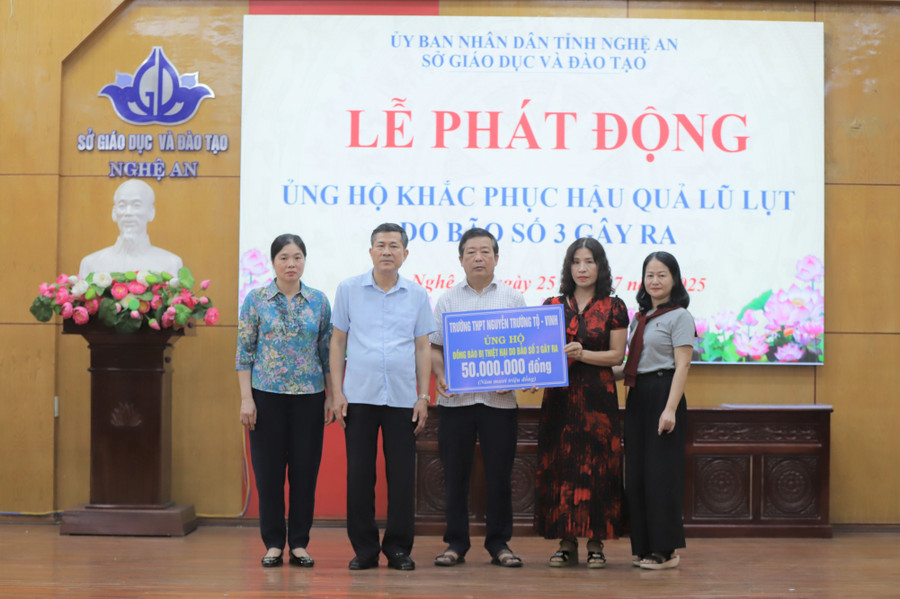 ỦY BAN NHÂN DÂN TỈNH NGHỆ AN
SỞ GIÁO DỤC VÀ ĐÀO TẠO
LỄ PHÁT ĐỘNG
ỦNG HỘ KHẮC PHỤC HẬU QUẢ LŨ LỤT
DO BÃO SỐ 3 GÂY RA
Nghệ 25 7 2025
SỞ GIÁO DỤC VÀ ĐÀO TẠO
NGHỆ AN
TRƯỜNG THPT NGUYỄN TRƯỜNG TỘ - VINH
ỦNG HỘ
ĐỒNG BÀO BỊ THIỆT HẠI DO BÃO SỐ 3 GÂY RA
50.000.000 đồng
(Năm mươi triệu đồng)